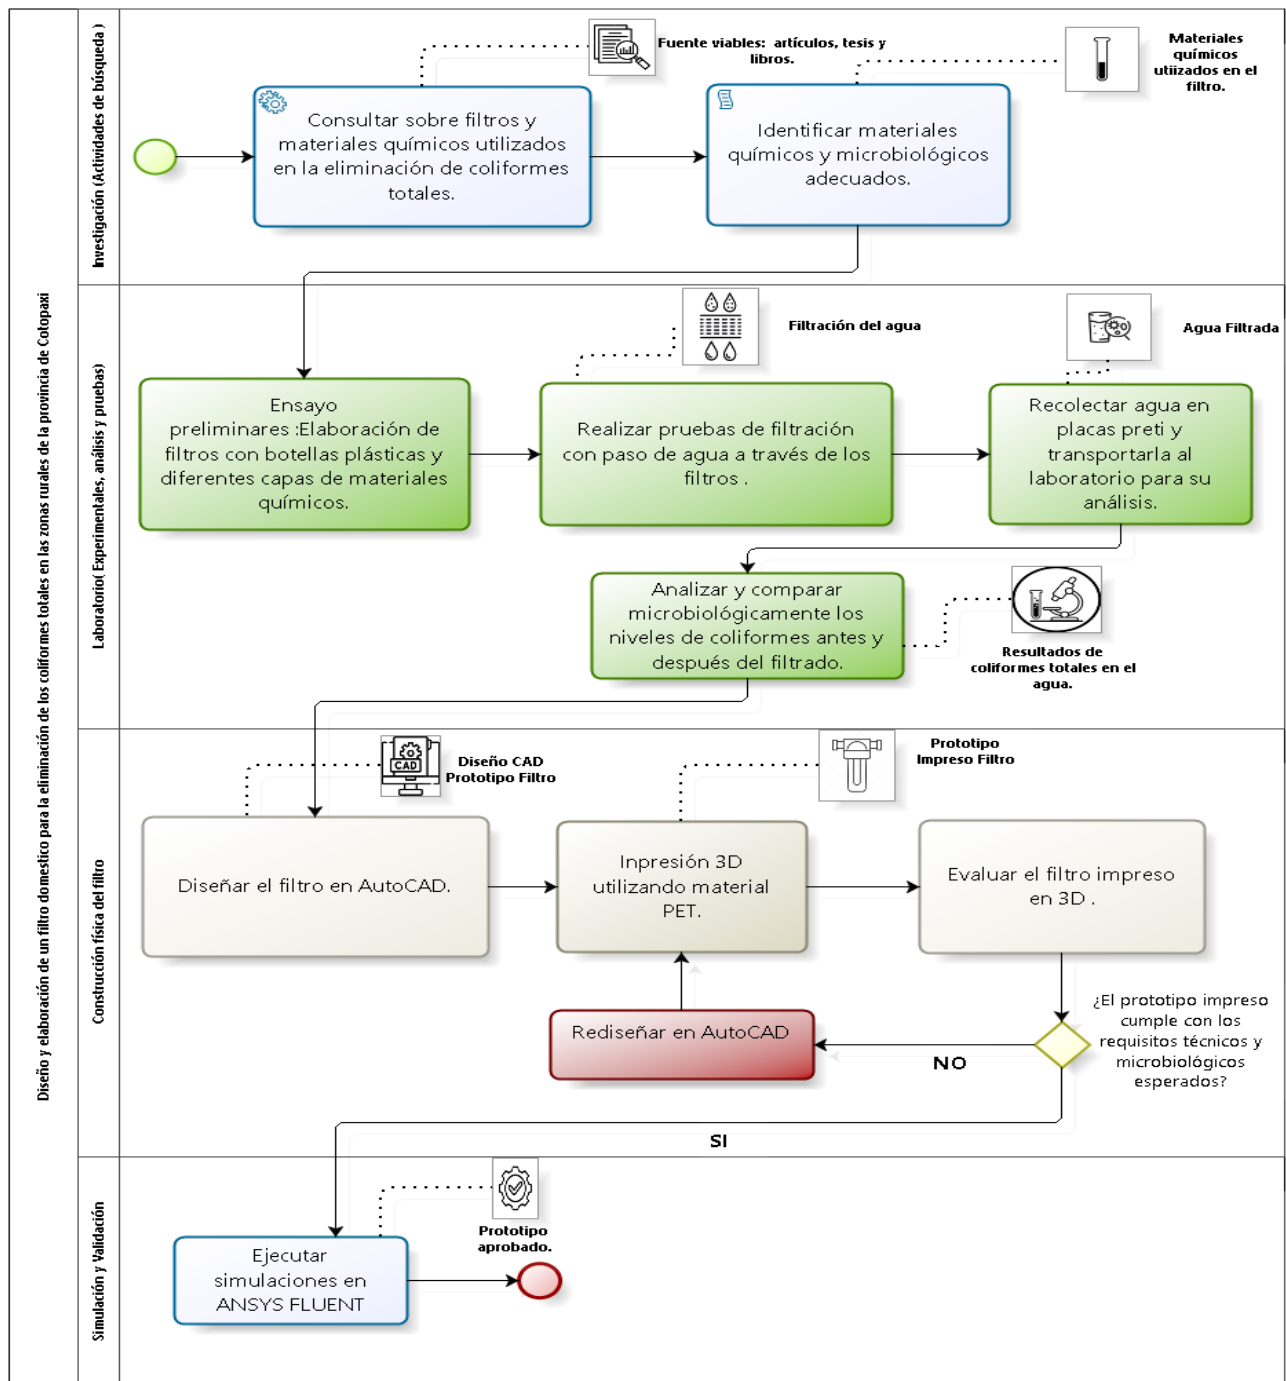 Diseño y elaboración de un filtro domestico para la eliminación de los coliformes totales en las zonas rurales de la provincia de Cotopaxi
Investigación (Actividades de búsqueda )
Fuente viables:  artículos, tesis y
libros.
Materiales
químicos
utiizados en el
filtro.
Consultar sobre filtros y
materiales químicos utilizados
en la eliminación de coliformes
totales.
Identificar materiales
químicos y microbiológicos
adecuados.
Laboratorio( Experimentales, análisis y pruebas)
Filtración del agua
Agua Filtrada
Ensayo
preliminares :Elaboración de
filtros con botellas plásticas y
diferentes capas de materiales
químicos.
Realizar pruebas de filtración
con paso de agua a través de los
filtros .
Recolectar agua en
placas preti y
transportarla al
laboratorio para su
análisis.
Analizar y comparar
microbiológicamente los
niveles de coliformes antes y
después del filtrado.
Resultados de
coliformes totales en el
agua.
Construcción física del filtro
CAD
Diseño CAD
Prototipo Filtro
Prototipo
Impreso Filtro
Diseñar el filtro en AutoCAD.
Inpresión 3D
utilizando material
PET.
Evaluar el filtro impreso
en 3D .
Rediseñar en AutoCAD
NO
¿El prototipo impreso
cumple con los
requisitos técnicos y
microbiológicos
esperados?
SI
Simulación y Validación
Prototipo
aprobado.
Ejecutar
simulaciones en
ANSYS FLUENT